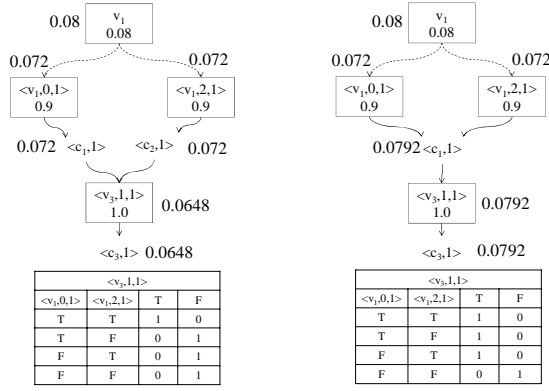 0.08
v1
0.08
0.072
0.072
<v1,0,1>
0.9
<v1,2,1>
0.9
0.072
<c1,1>
<c2,1>
0.072
<v3,1,1>
1.0
0.0648
<c3,1>
0.0648
<v3,1,1>
<v1,0,1> <v1,2,1> T F
T T 1 0
T F 0 1
F T 0 1
F F 0 1
0.08
v1
0.08
0.072
0.072
<v1,0,1>
0.9
<v1,2,1>
0.9
0.0792
<c1,1>
<v3,1,1>
1.0
0.0792
<c3,1>
0.0792
<v3,1,1>
<v1,0,1> <v1,2,1> T F
T T 1 0
T F 1 0
F T 1 0
F F 0 1